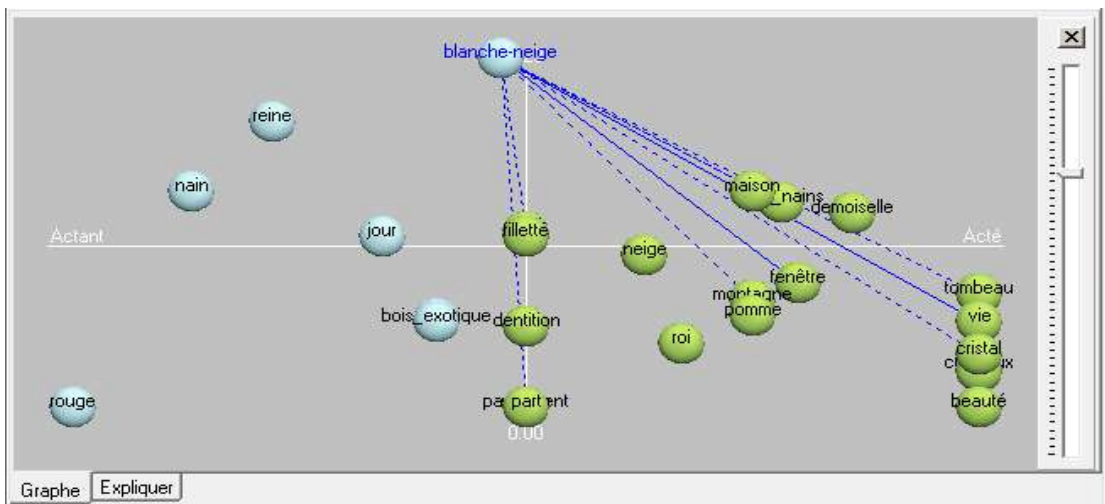 blanche-neige
reine
nain
maison
_nains
demoiselle
jour
fillette
Actant
Acté
neige
fenêtre
montagne
pomme
tombeau
vie
bois_exotique
dentition
roi
cristal
beauté
rouge
part
0.00
Graphe
Expliquer